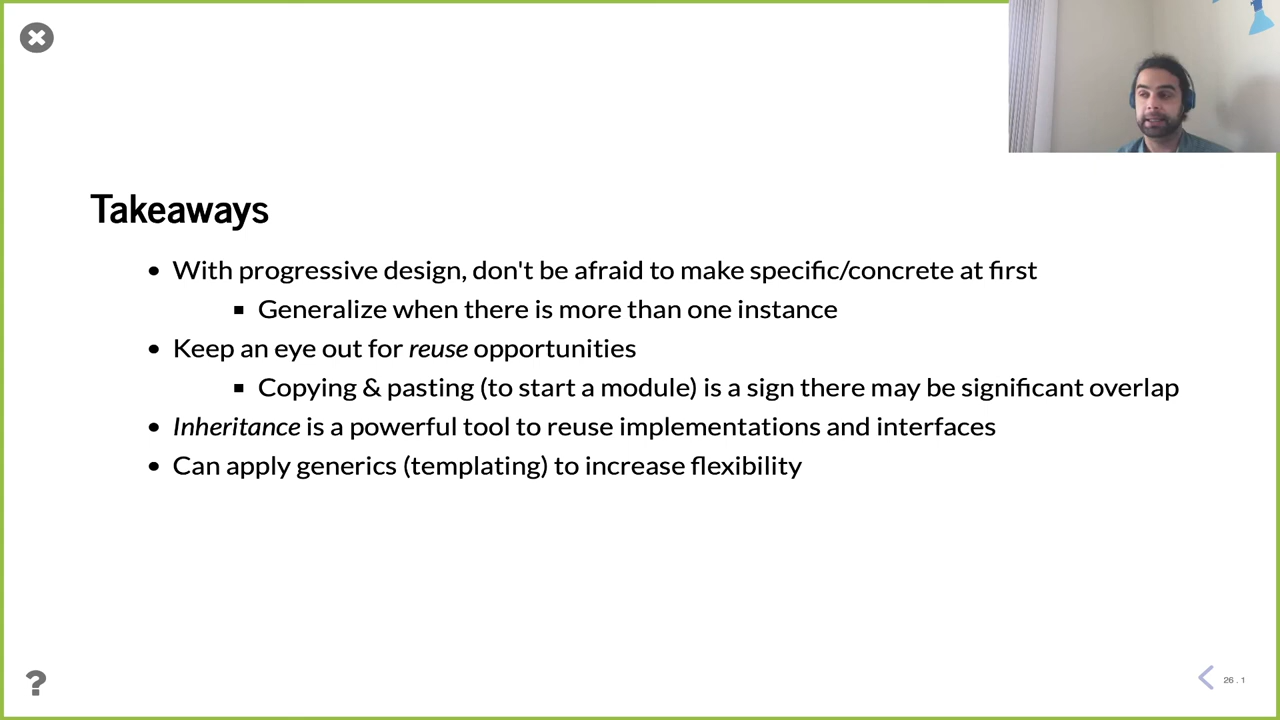 Takeaways
With progressive design, don't be afraid to make specific/concrete at first
Generalize when there is more than one instance
Keep an eye out for reuse opportunities
Copying & pasting (to start a module) is a sign there may be significant overlap
Inheritance is a powerful tool to reuse implementations and interfaces
Can apply generics (templating) to increase flexibility
?
26 . 1